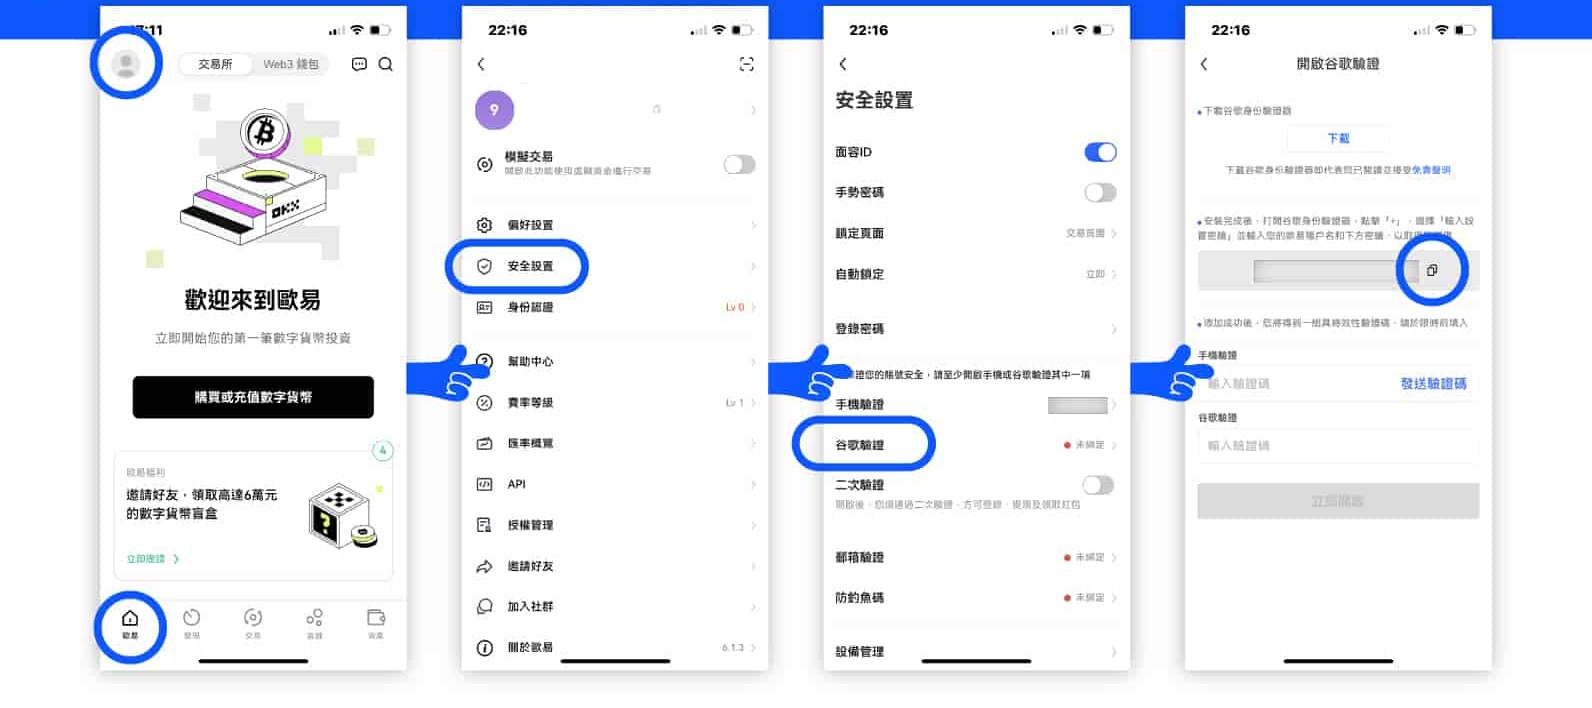 17:11
交易所
Web3 錢包
OKX
歡迎來到歐易
立即開始您的第一筆數字貨幣投資
購買或充值數字貨幣
4
歐易福利
邀請好友，領取高達6萬元
的數字貨幣盲盒
立即邀請
歐易
發現
交易
金融
資產
22:16
9
模擬交易
開啟此功能使用虛擬資金進行交易
偏好設置
安全設置
身份認證
Lv 0
幫助中心
費率等級
Lv 1
匯率概覽
API
授權管理
邀請好友
加入社群
關於歐易
6.1.3
22:16
安全設置
面容ID
手勢密碼
鎖定頁面
交易頁面
自動鎖定
立即
登錄密碼
證您的賬號安全，請至少開啟手機或谷歌驗證其中一項
手機驗證
谷歌驗證
未綁定
二次驗證
開啟後，您須通過二次驗證，方可登錄、提現及領取紅包
郵箱驗證
未綁定
防釣魚碼
未綁定
設備管理
22:16
開啟谷歌驗證
下載谷歌身份驗證器
下載
下載谷歌身份驗證器即代表同已閱讀並接受免責聲明
安裝完成後，打開谷歌身份驗證器，點擊「+」，選擇「輸入設
置密鑰」並輸入您的歐易賬戶名和下方密鑰，以取
添加成功後，您將得到一組具時效性驗證碼，請於限時前填入
手機驗證
輸入驗證碼
發送驗證碼
谷歌驗證
輸入驗證碼
立即開啟